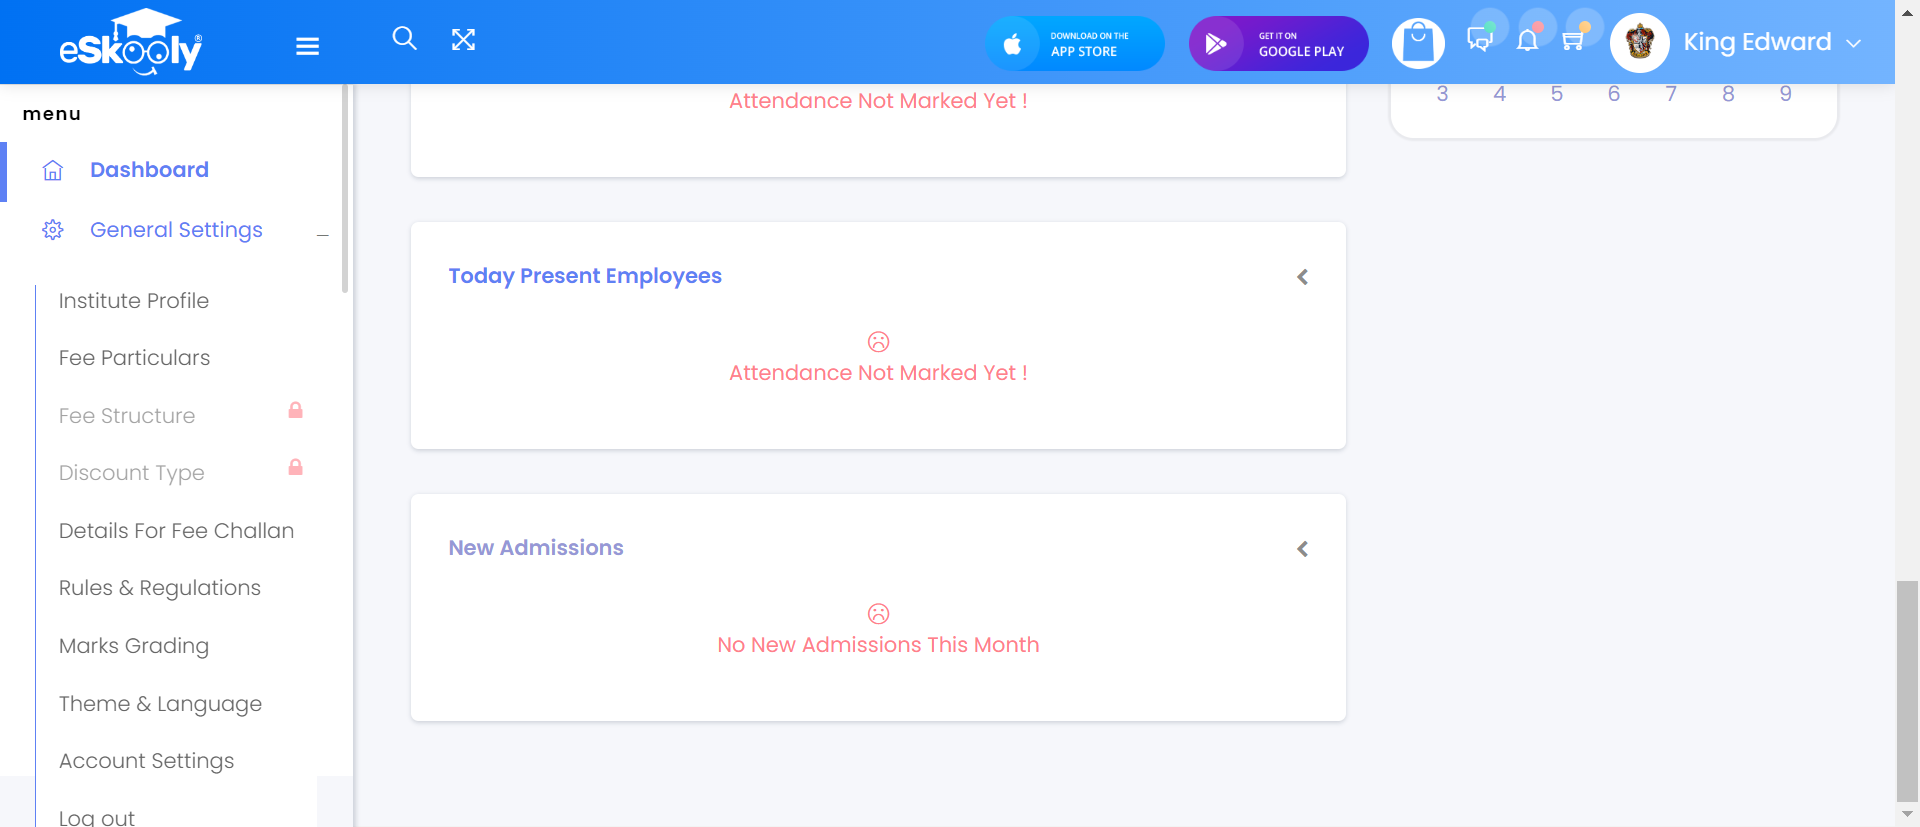 eSkooly®
DOWNLOAD ON THE
APP STORE
GET IT ON
GOOGLE PLAY
King Edward
menu
Dashboard
General Settings
Institute Profile
Fee Particulars
Fee Structure
Discount Type
Details For Fee Challan
Rules & Regulations
Marks Grading
Theme & Language
Account Settings
Log out
Attendance Not Marked Yet !
Today Present Employees
Attendance Not Marked Yet !
New Admissions
No New Admissions This Month
3 4 5 6 7 8 9